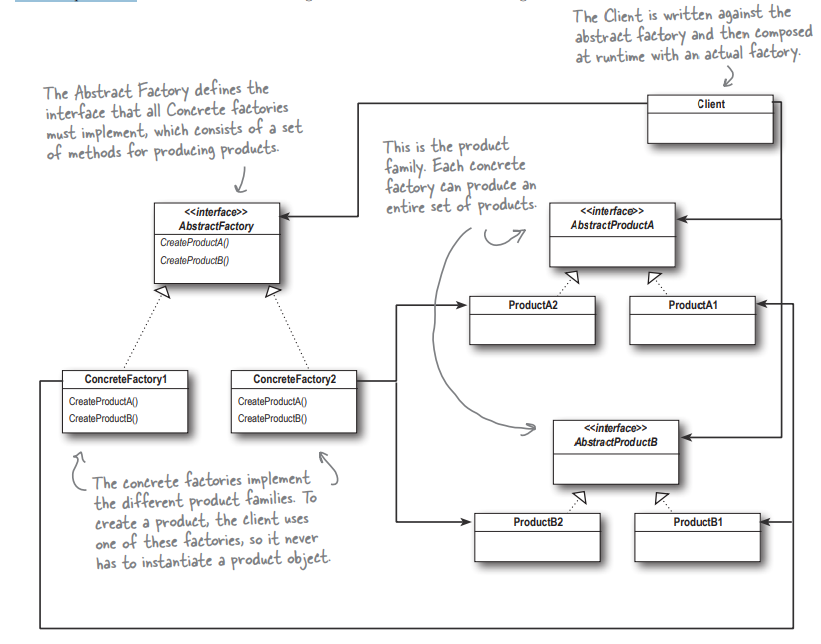 The Client is written against the
abstract factory and then composed
at runtime with an actual factory.
The Abstract Factory defines the
interface that all Concrete factories
must implement, which consists of a set
of methods for producing products.
Client
This is the product
family. Each concrete
factory can produce an
entire set of products.
<<interface>>
AbstractFactory
CreateProductA()
CreateProductB()
<<interface>>
AbstractProductA
ProductA2
ProductA1
ConcreteFactory1
CreateProductA()
CreateProductB()
ConcreteFactory2
CreateProductA()
CreateProductB()
<<interface>>
AbstractProductB
The concrete factories implement
the different product families. To
create a product, the client uses
one of these factories, so it never
has to instantiate a product object.
ProductB2
ProductB1